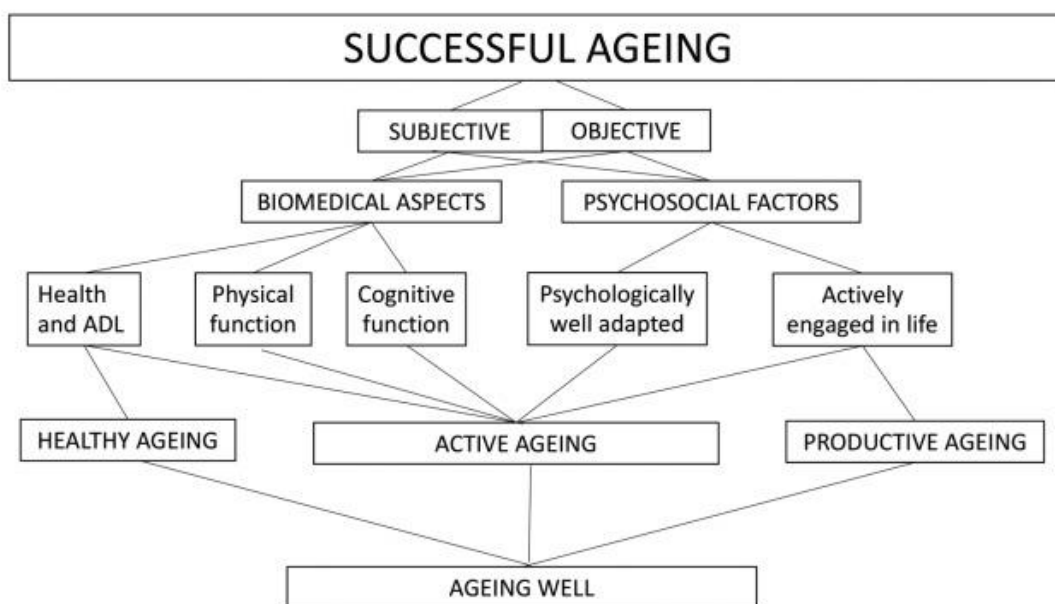 SUCCESSFUL AGEING
SUBJECTIVE
OBJECTIVE
BIOMEDICAL ASPECTS
PSYCHOSOCIAL FACTORS
Health
and ADL
Physical
function
Cognitive
function
Psychologically
well adapted
Actively
engaged in life
HEALTHY AGEING
ACTIVE AGEING
PRODUCTIVE AGEING
AGEING WELL